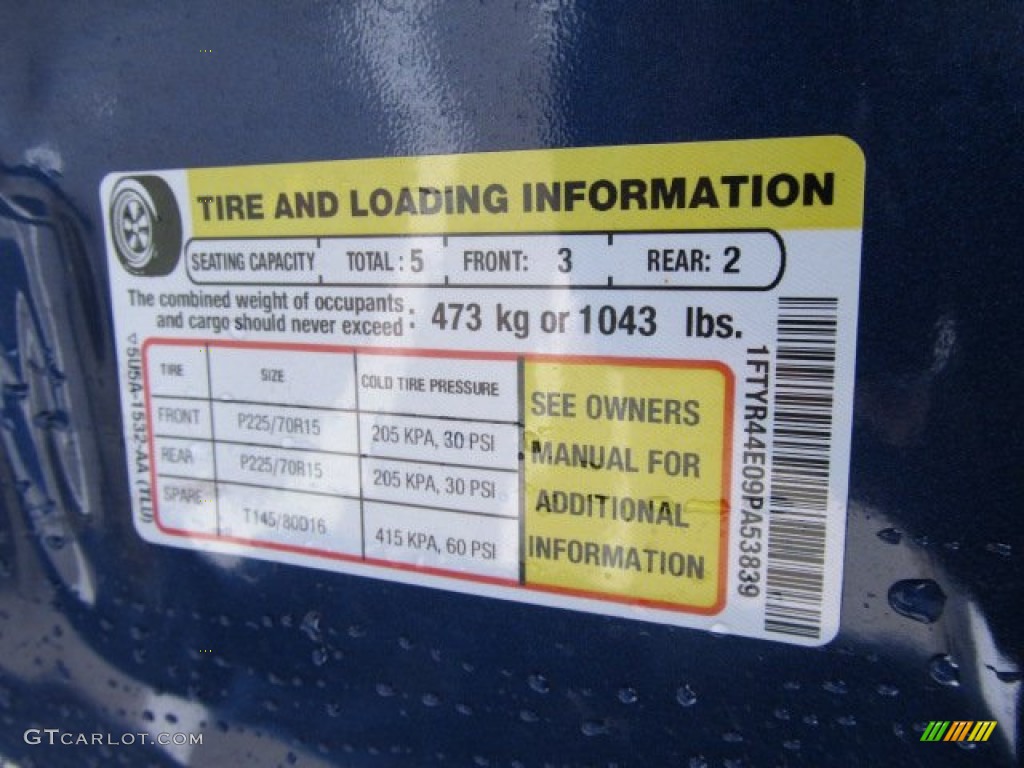 TIRE AND LOADING INFORMATION
SEATING CAPACITY TOTAL: 5 FRONT: 3 REAR: 2
The combined weight of occupants
and cargo should never exceed : 473 kg or 1043 lbs.
TIRE SIZE COLD TIRE PRESSURE
FRONT P225/70R15 205 KPA, 30 PSI
REAR P225/70R15 205 KPA, 30 PSI
SPARE T145/80D16 415 KPA, 60 PSI
SEE OWNERS
MANUAL FOR
ADDITIONAL
INFORMATION
5U5A-1532-AA (TLU)
1FTYR44E09PA53839
GTCARLOT.COM